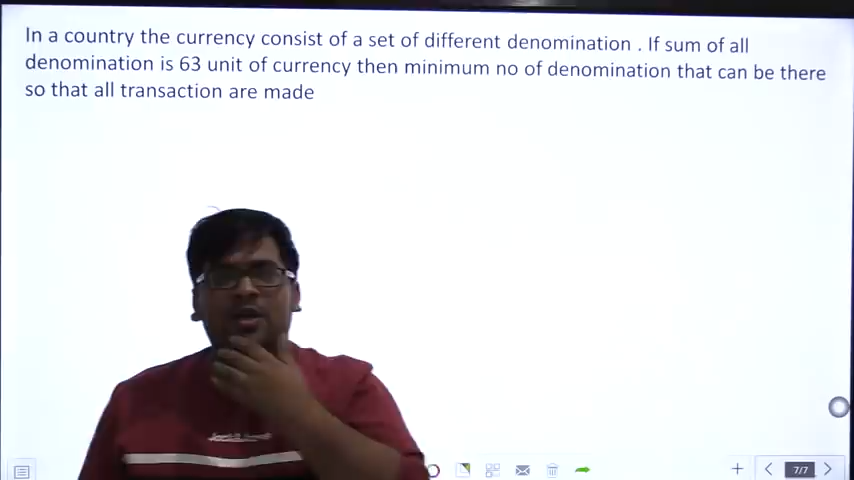 In a country the currency consist of a set of different denomination . If sum of all
denomination is 63 unit of currency then minimum no of denomination that can be there
so that all transaction are made
7/7